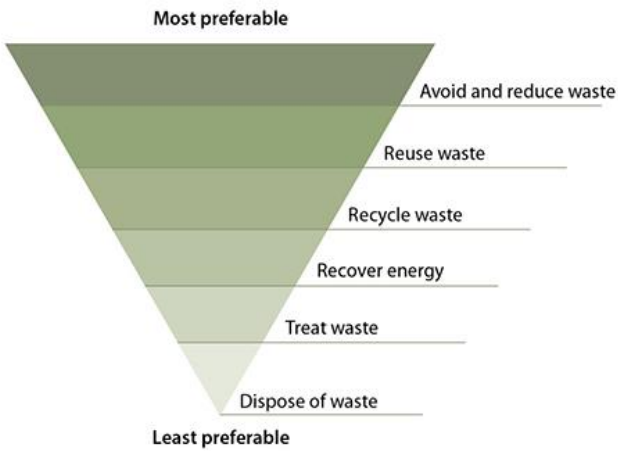 Most preferable
Avoid and reduce waste
Reuse waste
Recycle waste
Recover energy
Treat waste
Dispose of waste
Least preferable